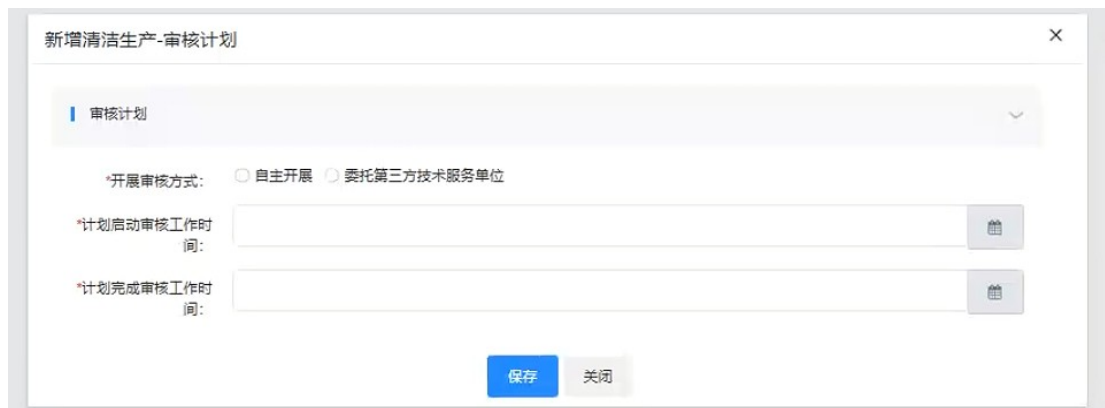 新增清洁生产-审核计划
审核计划
*开展审核方式： 自主开展 委托第三方技术服务单位
*计划启动审核工作时
间：
*计划完成审核工作时
间：
保存 关闭